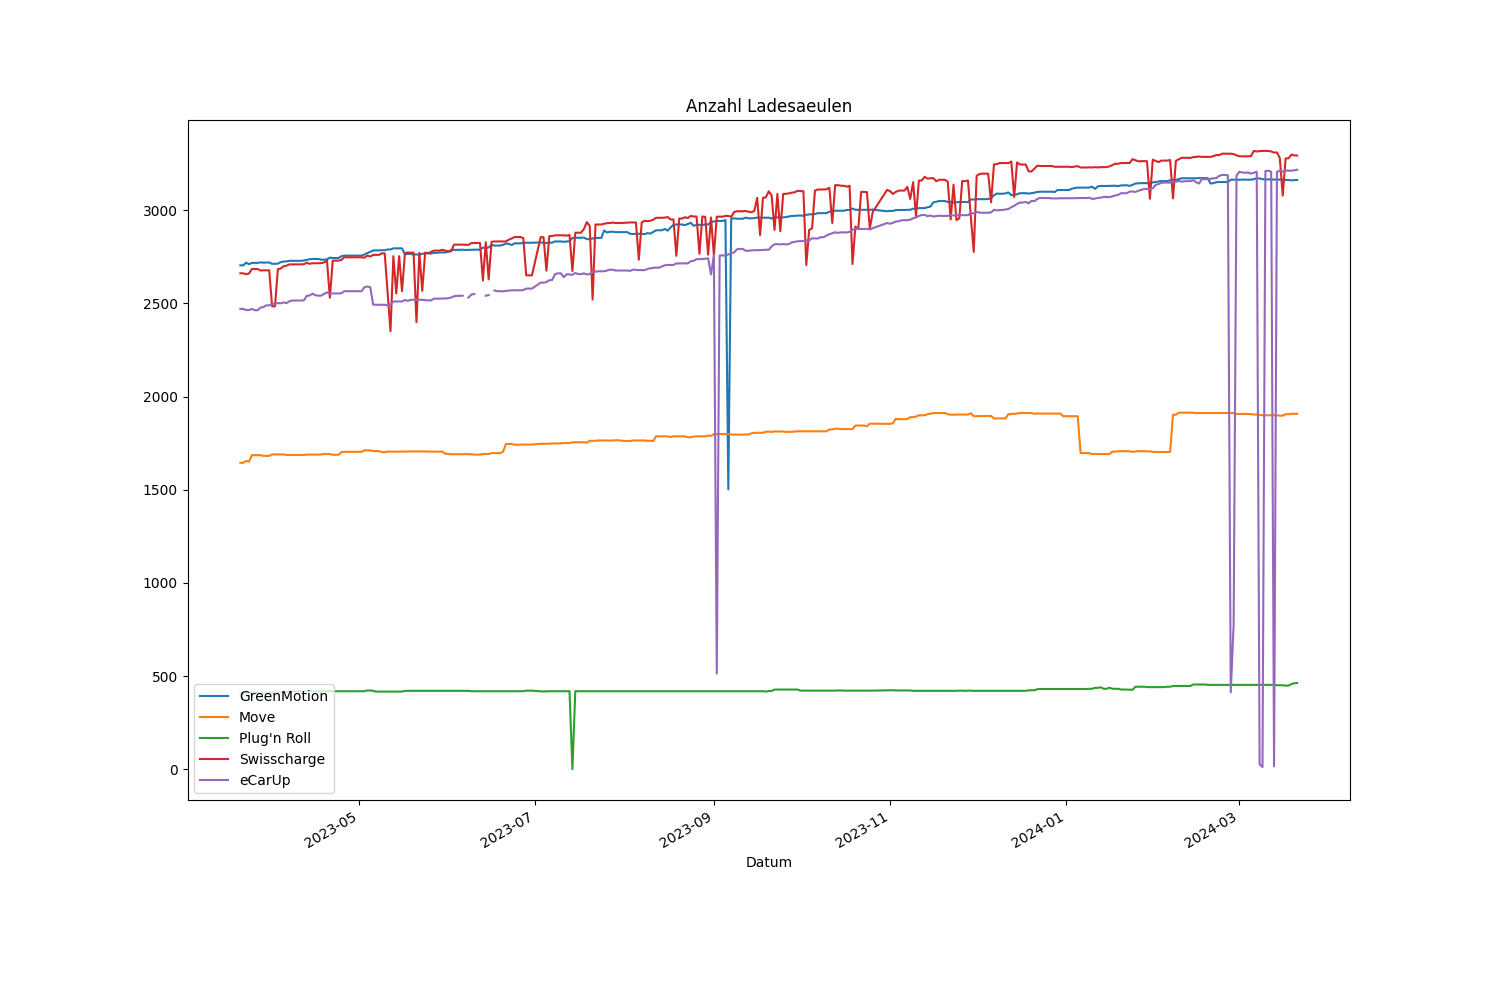 Anzahl Ladesaeulen
3000
2500
2000
1500
1000
500
0
GreenMotion
Move
Plug'n Roll
Swisscharge
eCarUp
2023-05
2023-07
2023-09
2023-11
2024-01
2024-03
Datum